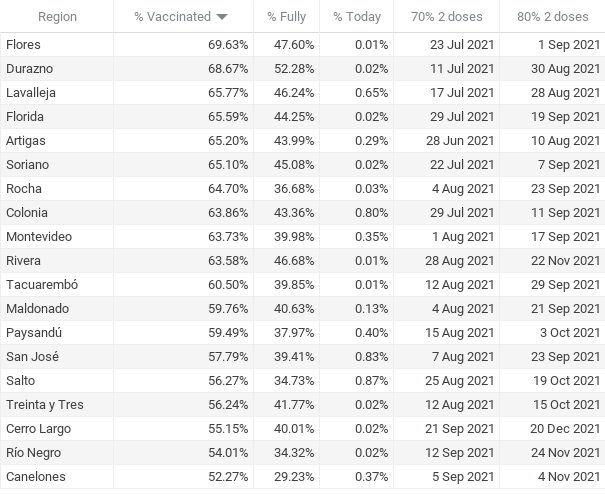 Region % Vaccinated % Fully % Today 70% 2 doses 80% 2 doses
Flores 69.63% 47.60% 0.01% 23 Jul 2021 1 Sep 2021
Durazno 68.67% 52.28% 0.02% 11 Jul 2021 30 Aug 2021
Lavalleja 65.77% 46.24% 0.65% 17 Jul 2021 28 Aug 2021
Florida 65.59% 44.25% 0.02% 29 Jul 2021 19 Sep 2021
Artigas 65.20% 43.99% 0.29% 28 Jun 2021 10 Aug 2021
Soriano 65.10% 45.08% 0.02% 22 Jul 2021 7 Sep 2021
Rocha 64.70% 36.68% 0.03% 4 Aug 2021 23 Sep 2021
Colonia 63.86% 43.36% 0.80% 29 Jul 2021 11 Sep 2021
Montevideo 63.73% 39.98% 0.35% 1 Aug 2021 17 Sep 2021
Rivera 63.58% 46.68% 0.01% 28 Aug 2021 22 Nov 2021
Tacuarembó 60.50% 39.85% 0.01% 12 Aug 2021 29 Sep 2021
Maldonado 59.76% 40.63% 0.13% 4 Aug 2021 21 Sep 2021
Paysandú 59.49% 37.97% 0.40% 15 Aug 2021 3 Oct 2021
San José 57.79% 39.41% 0.83% 7 Aug 2021 23 Sep 2021
Salto 56.27% 34.73% 0.87% 25 Aug 2021 19 Oct 2021
Treinta y Tres 56.24% 41.77% 0.02% 12 Aug 2021 15 Oct 2021
Cerro Largo 55.15% 40.01% 0.02% 21 Sep 2021 20 Dec 2021
Río Negro 54.01% 34.32% 0.02% 12 Sep 2021 24 Nov 2021
Canelones 52.27% 29.23% 0.37% 5 Sep 2021 4 Nov 2021